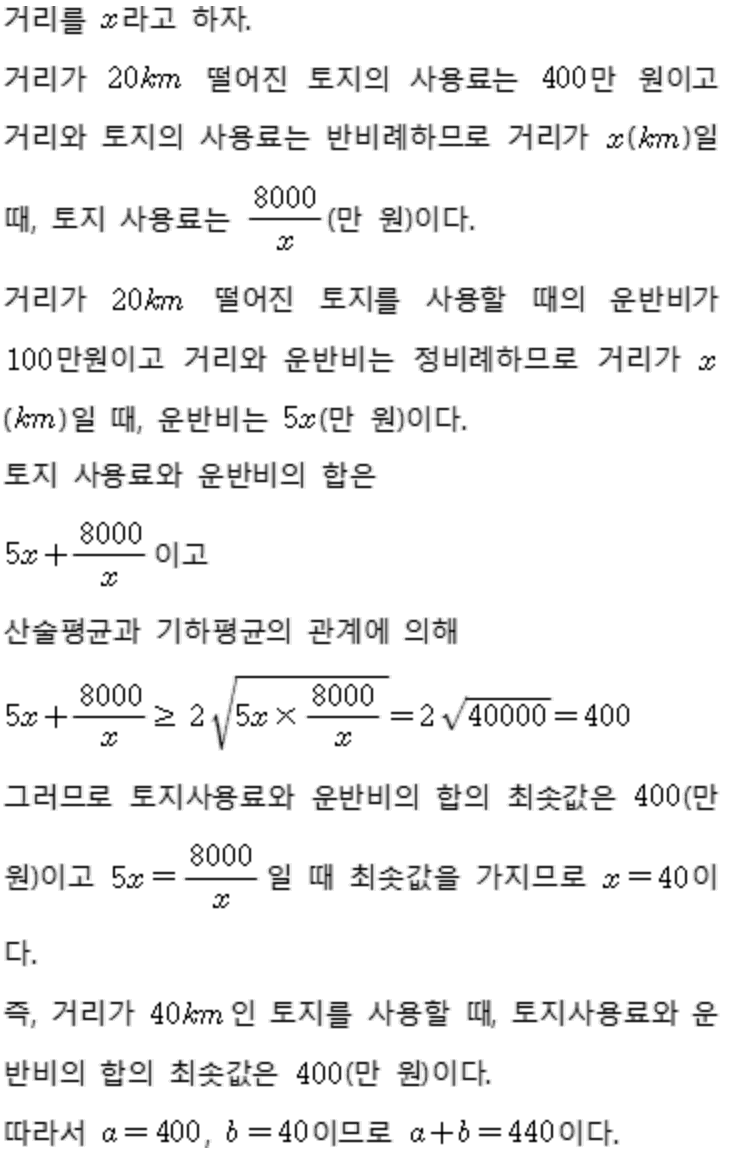 거리를 x라고 하자.
거리가 20km 떨어진 토지의 사용료는 400만 원이고
거리와 토지의 사용료는 반비례하므로 거리가 x(km)일
때, 토지 사용료는 8000/x(만 원)이다.
거리가 20km 떨어진 토지를 사용할 때의 운반비가
100만원이고 거리와 운반비는 정비례하므로 거리가 x
(km)일 때, 운반비는 5x(만 원)이다.
토지 사용료와 운반비의 합은
5x+8000/x 이고
산술평균과 기하평균의 관계에 의해
5x+8000/x ≥ 2√(5x×8000/x)=2√40000=400
그러므로 토지사용료와 운반비의 합의 최솟값은 400(만
원)이고 5x=8000/x 일 때 최솟값을 가지므로 x=40이
다.
즉, 거리가 40km인 토지를 사용할 때, 토지사용료와 운
반비의 합의 최솟값은 400(만 원)이다.
따라서 a=400, b=40이므로 a+b=440이다.